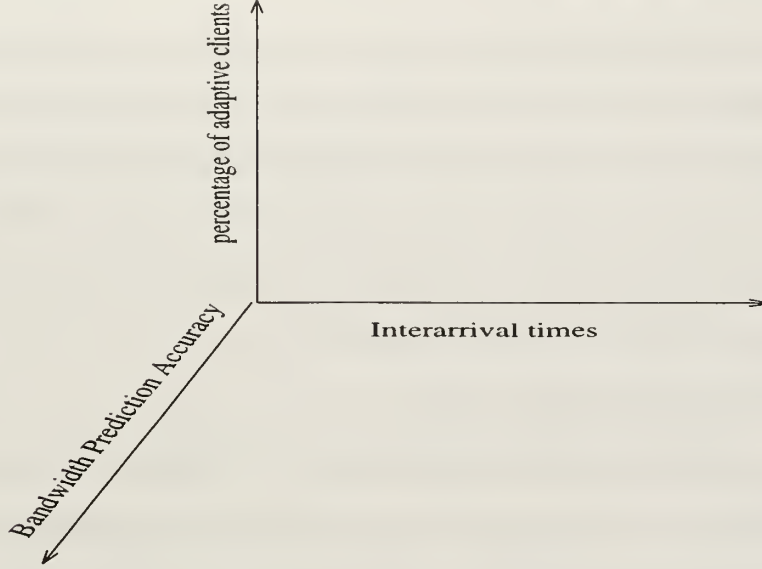 percentage of adaptive clients
Interarrival times
Bandwidth Prediction Accuracy